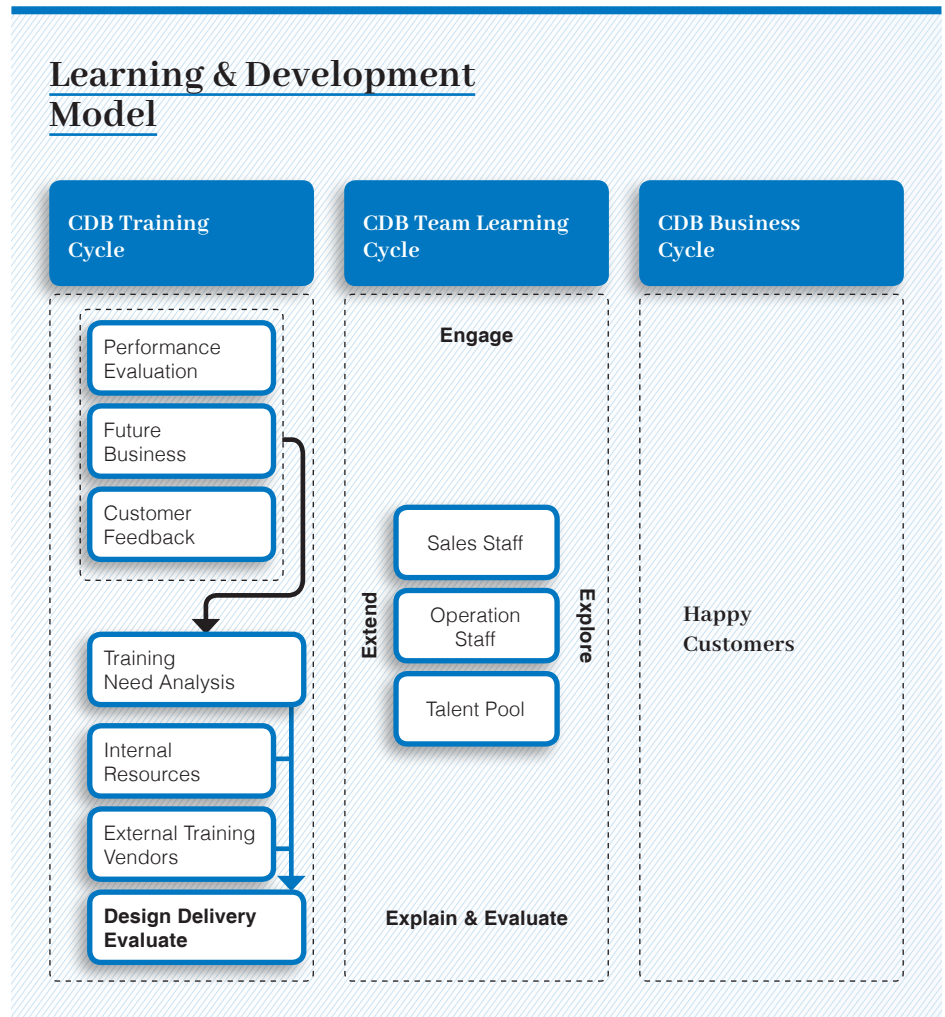 Learning & Development
Model
CDB Training
Cycle
CDB Team Learning
Cycle
CDB Business
Cycle
Performance
Evaluation
Future
Business
Customer
Feedback
Training
Need Analysis
Internal
Resources
External Training
Vendors
Design Delivery
Evaluate
Engage
Extend
Sales Staff
Operation
Staff
Talent Pool
Explore
Explain & Evaluate
Happy
Customers